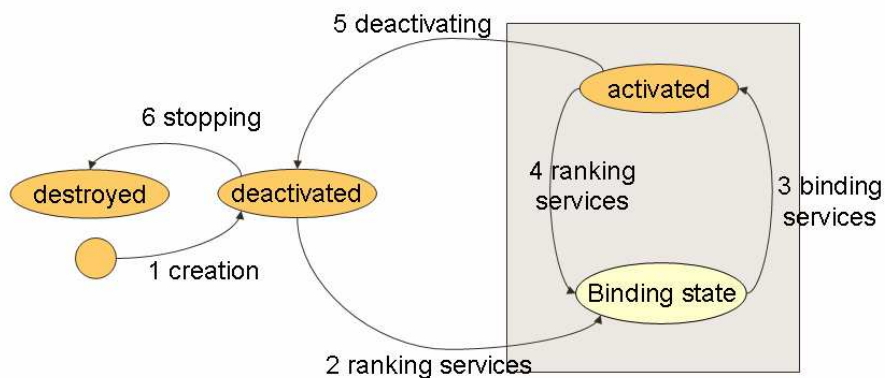 5 deactivating
activated
6 stopping
4 ranking
services
3 binding
services
destroyed
deactivated
1 creation
Binding state
2 ranking services